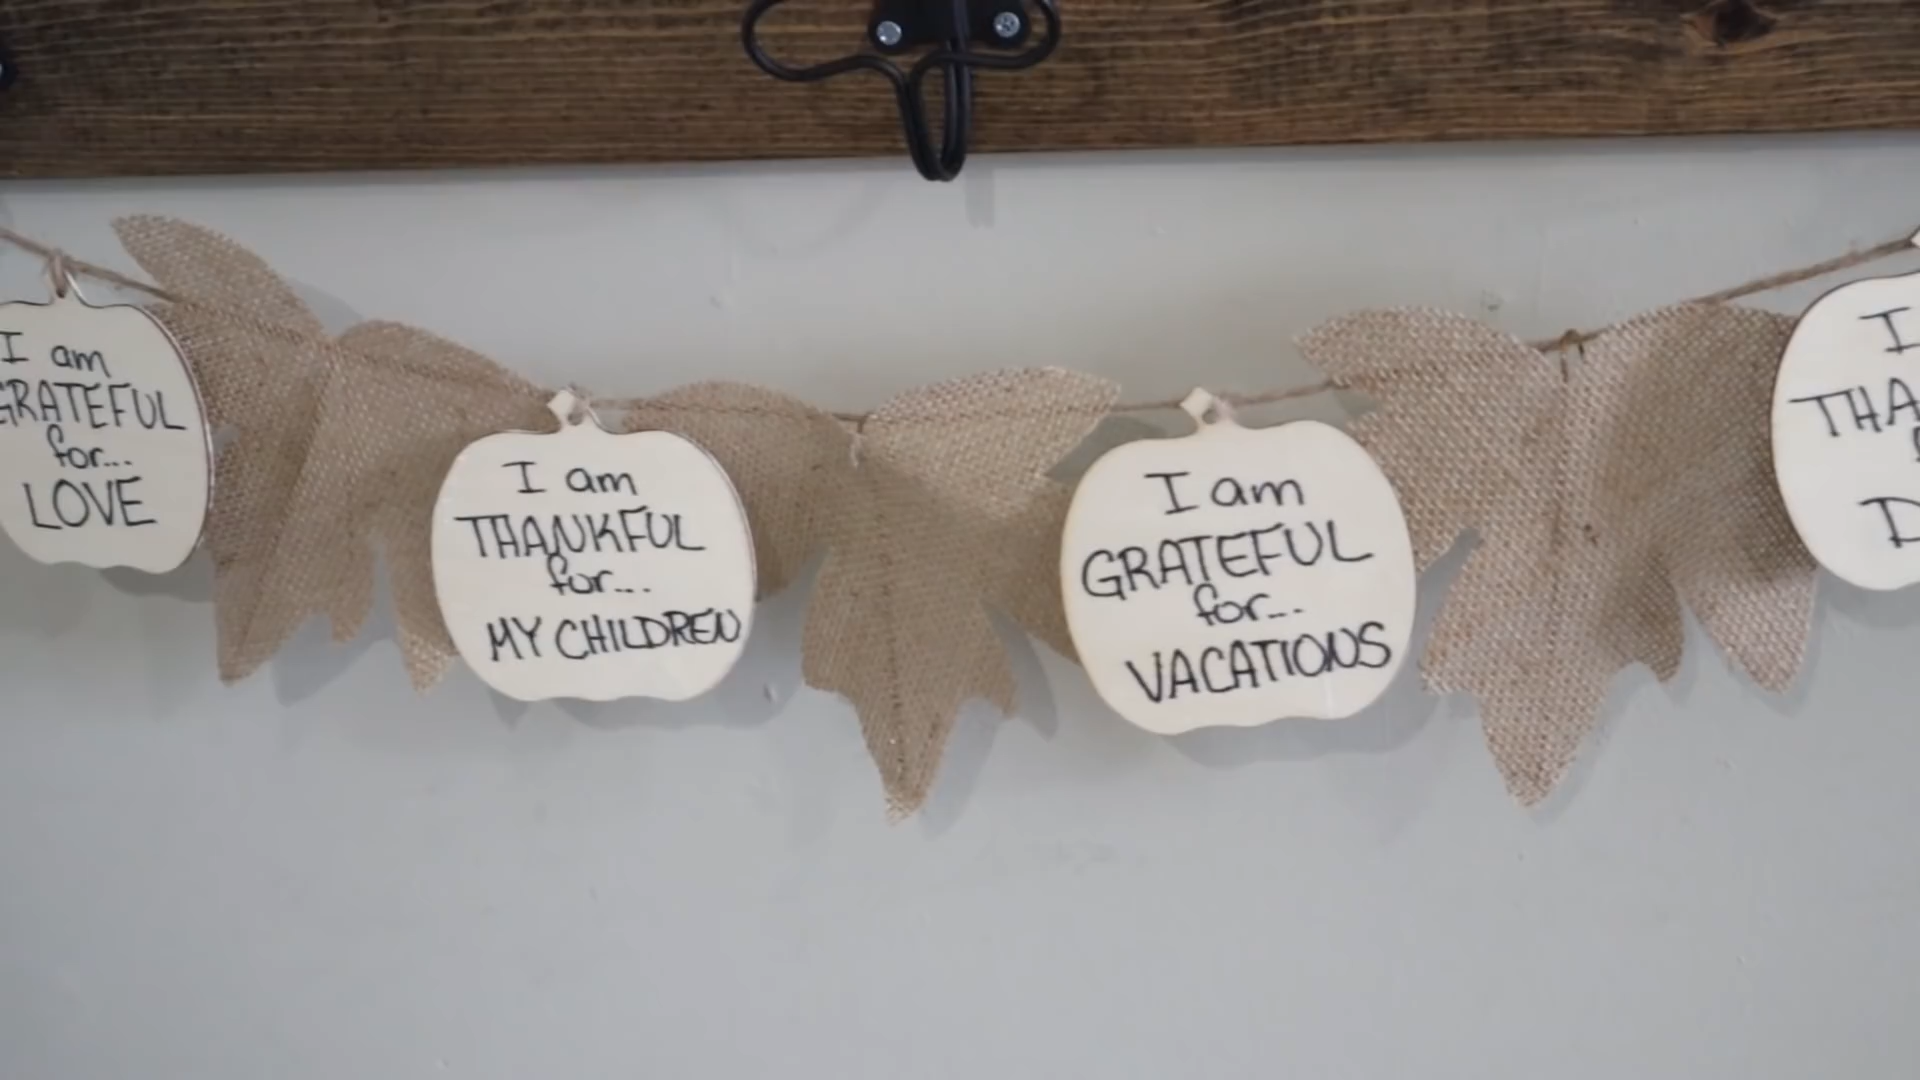 I am
GRATEFUL
for...
LOVE
I am
THANKFUL
for...
MY CHILDREN
I am
GRATEFUL
for...
VACATIONS
I